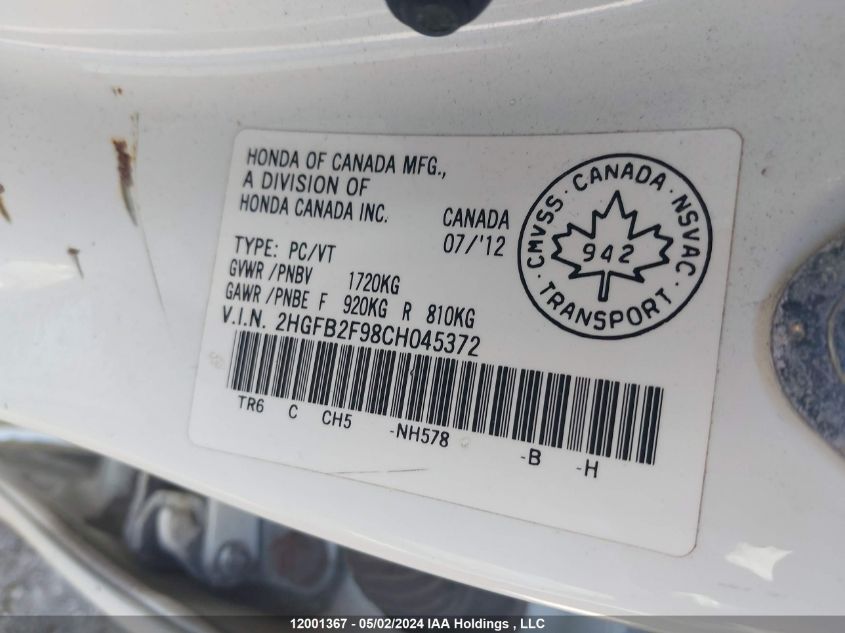 HONDA OF CANADA MFG.,
A DIVISION OF
HONDA CANADA INC.
CANADA
07/'12
TYPE: PC/VT
GVWR /PNBV 1720KG
GAWR /PNBE F 920KG R 810KG
V.I.N. 2HGFB2F98CH045372
CMVSS · CANADA · NSVAC · TRANSPORT ·
942
TR6 C CH5 -NH578 -B -H
12001367 - 05/02/2024 IAA Holdings , LLC